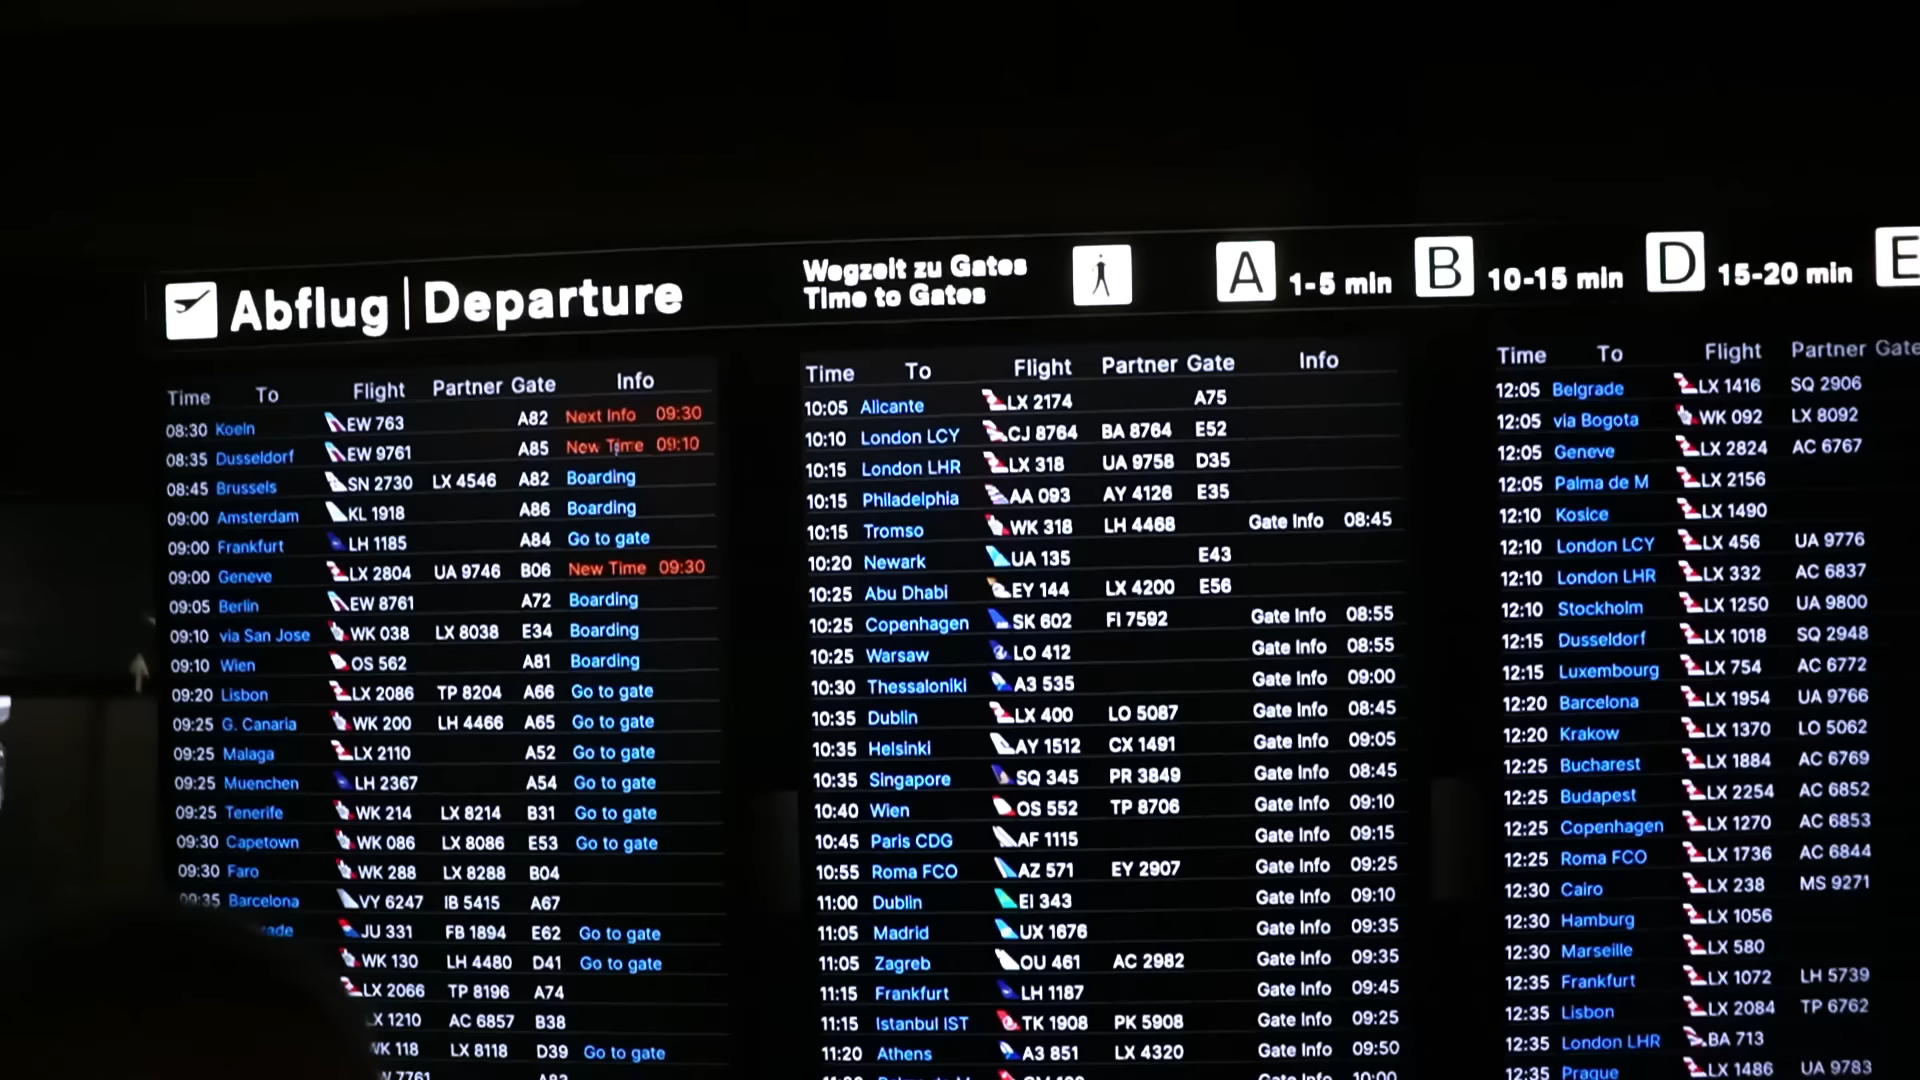 Abflug | Departure
Wegzeit zu Gates
Time to Gates
A 1-5 min B 10-15 min D 15-20 min E
Time To Flight Partner Gate Info
08:30 Koeln EW 763 A82 Next Info 09:30
08:35 Dusseldorf EW 9761 A85 New Time 09:10
08:45 Brussels SN 2730 LX 4546 A82 Boarding
09:00 Amsterdam KL 1918 A86 Boarding
09:00 Frankfurt LH 1185 A84 Go to gate
09:00 Geneve LX 2804 UA 9746 B06 New Time 09:30
09:05 Berlin EW 8761 A72 Boarding
09:10 via San Jose WK 038 LX 8038 E34 Boarding
09:10 Wien OS 562 A81 Boarding
09:20 Lisbon LX 2086 TP 8204 A66 Go to gate
09:25 G. Canaria WK 200 LH 4466 A65 Go to gate
09:25 Malaga LX 2110 A52 Go to gate
09:25 Muenchen LH 2367 A54 Go to gate
09:25 Tenerife WK 214 LX 8214 B31 Go to gate
09:30 Capetown WK 086 LX 8086 E53 Go to gate
09:30 Faro WK 288 LX 8288 B04
09:35 Barcelona VY 6247 IB 5415 A67
JU 331 FB 1894 E62 Go to gate
WK 130 LH 4480 D41 Go to gate
LX 2066 TP 8196 A74
LX 1210 AC 6857 B38
WK 118 LX 8118 D39 Go to gate
7761
Time To Flight Partner Gate Info
10:05 Alicante LX 2174 A75
10:10 London LCY CJ 8764 BA 8764 E52
10:15 London LHR LX 318 UA 9758 D35
10:15 Philadelphia AA 093 AY 4126 E35
10:15 Tromso WK 318 LH 4468 Gate Info 08:45
10:20 Newark UA 135 E43
10:25 Abu Dhabi EY 144 LX 4200 E56
10:25 Copenhagen SK 602 FI 7592 Gate Info 08:55
10:25 Warsaw LO 412 Gate Info 08:55
10:30 Thessaloniki A3 535 Gate Info 09:00
10:35 Dublin LX 400 LO 5087 Gate Info 08:45
10:35 Helsinki AY 1512 CX 1491 Gate Info 09:05
10:35 Singapore SQ 345 PR 3849 Gate Info 08:45
10:40 Wien OS 552 TP 8706 Gate Info 09:10
10:45 Paris CDG AF 1115 Gate Info 09:15
10:55 Roma FCO AZ 571 EY 2907 Gate Info 09:25
11:00 Dublin EI 343 Gate Info 09:10
11:05 Madrid UX 1676 Gate Info 09:35
11:05 Zagreb OU 461 AC 2982 Gate Info 09:35
11:15 Frankfurt LH 1187 Gate Info 09:45
11:15 Istanbul IST TK 1908 PK 5908 Gate Info 09:25
11:20 Athens A3 851 LX 4320 Gate Info 09:50
Gate Info 10:00
Time To Flight Partner Gate
12:05 Belgrade LX 1416 SQ 2906
12:05 via Bogota WK 092 LX 8092
12:05 Geneve LX 2824 AC 6767
12:05 Palma de M LX 2156
12:10 Kosice LX 1490
12:10 London LCY LX 456 UA 9776
12:10 London LHR LX 332 AC 6837
12:10 Stockholm LX 1250 UA 9800
12:15 Dusseldorf LX 1018 SQ 2948
12:15 Luxembourg LX 754 AC 6772
12:20 Barcelona LX 1954 UA 9766
12:20 Krakow LX 1370 LO 5062
12:25 Bucharest LX 1884 AC 6769
12:25 Budapest LX 2254 AC 6852
12:25 Copenhagen LX 1270 AC 6853
12:25 Roma FCO LX 1736 AC 6844
12:30 Cairo LX 238 MS 9271
12:30 Hamburg LX 1056
12:30 Marseille LX 580
12:35 Frankfurt LX 1072 LH 5739
12:35 Lisbon LX 2084 TP 6762
12:35 London LHR BA 713
12:35 Prague LX 1486 UA 9783